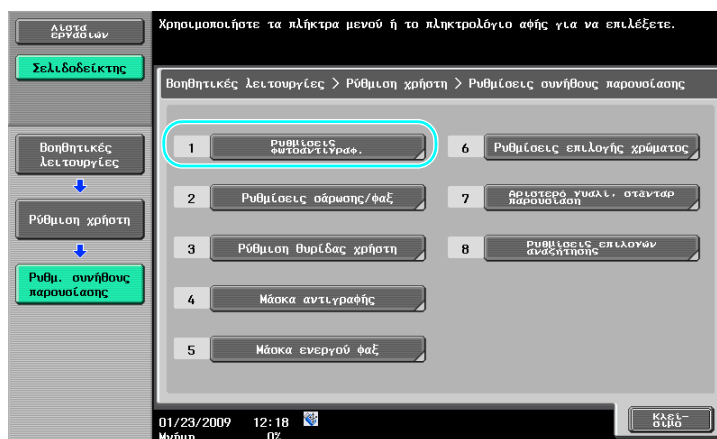 Λίστα
εργασιών
Χρησιμοποιήστε τα πλήκτρα μενού ή το πληκτρολόγιο αφής για να επιλέξετε.
Σελιδοδείκτης
Βοηθητικές λειτουργίες > Ρύθμιση χρήστη > Ρυθμίσεις συνήθους παρουσίασης
Βοηθητικές
λειτουργίες
Ρύθμιση χρήστη
Ρυθμ. συνήθους
παρουσίασης
1 Ρυθμίσεις
φωτοαντιγραφ.
2 Ρυθμίσεις σάρωσης/φαξ
3 Ρύθμιση θυρίδας χρήστη
4 Μάσκα αντιγραφής
5 Μάσκα ενεργού φαξ
6 Ρυθμίσεις επιλογής χρώματος
7 Αριστερό γυαλί. στάνταρ
παρουσίαση
8 Ρυθμίσεις επιλογών
αναζήτησης
01/23/2009 12:18
Μνήμη 0%
Κλεί-
σιμο